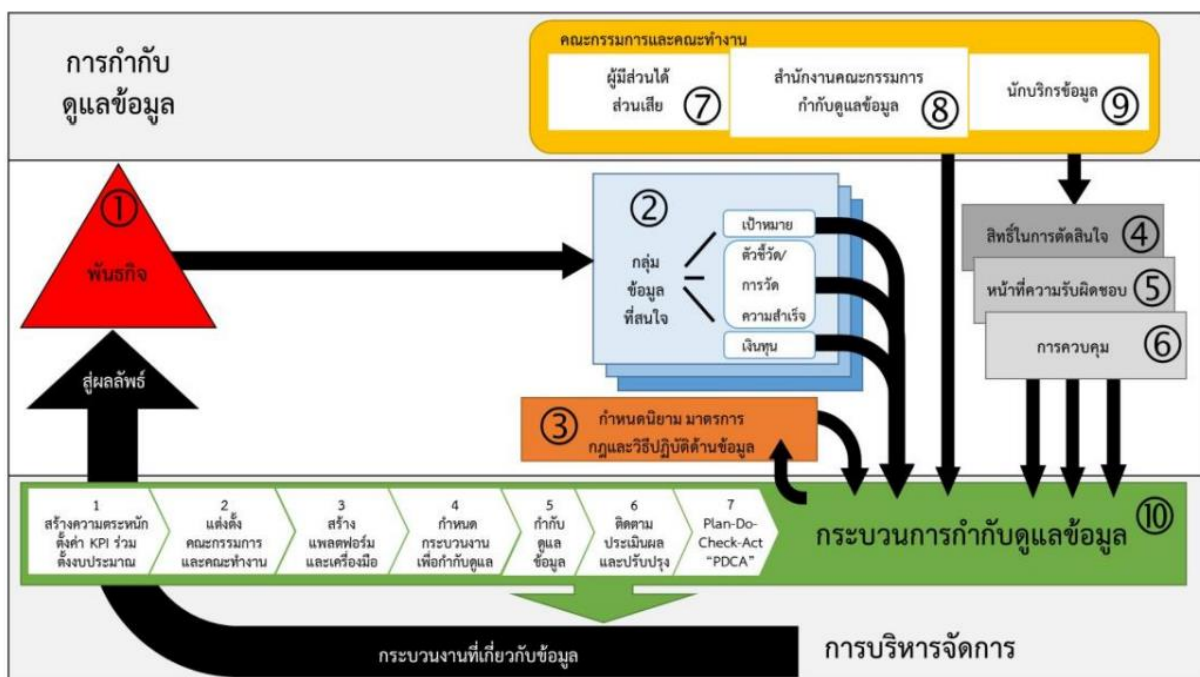 การกำกับ
ดูแลข้อมูล
คณะกรรมการและคณะทำงาน
ผู้มีส่วนได้
ส่วนเสีย
⑦
สำนักงานคณะกรรมการ
กำกับดูแลข้อมูล
⑧
นักบริกรข้อมูล
⑨
①
พันธกิจ
②
กลุ่ม
ข้อมูล
ที่สนใจ
เป้าหมาย
ตัวชี้วัด/
การวัด
ความสำเร็จ
เงินทุน
สิทธิ์ในการตัดสินใจ ④
หน้าที่ความรับผิดชอบ ⑤
การควบคุม ⑥
สู่ผลลัพธ์
③
กำหนดนิยาม มาตรการ
กฎและวิธีปฏิบัติด้านข้อมูล
1
สร้างความตระหนัก
ตั้งค่า KPI ร่วม
ตั้งงบประมาณ
2
แต่งตั้ง
คณะกรรมการ
และคณะทำงาน
3
สร้าง
แพลตฟอร์ม
และเครื่องมือ
4
กำหนด
กระบวนงาน
เพื่อกำกับดูแล
5
กำกับ
ดูแล
ข้อมูล
6
ติดตาม
ประเมินผล
และปรับปรุง
7
Plan-Do-
Check-Act
"PDCA"
กระบวนการกำกับดูแลข้อมูล ⑩
กระบวนงานที่เกี่ยวกับข้อมูล
การบริหารจัดการ